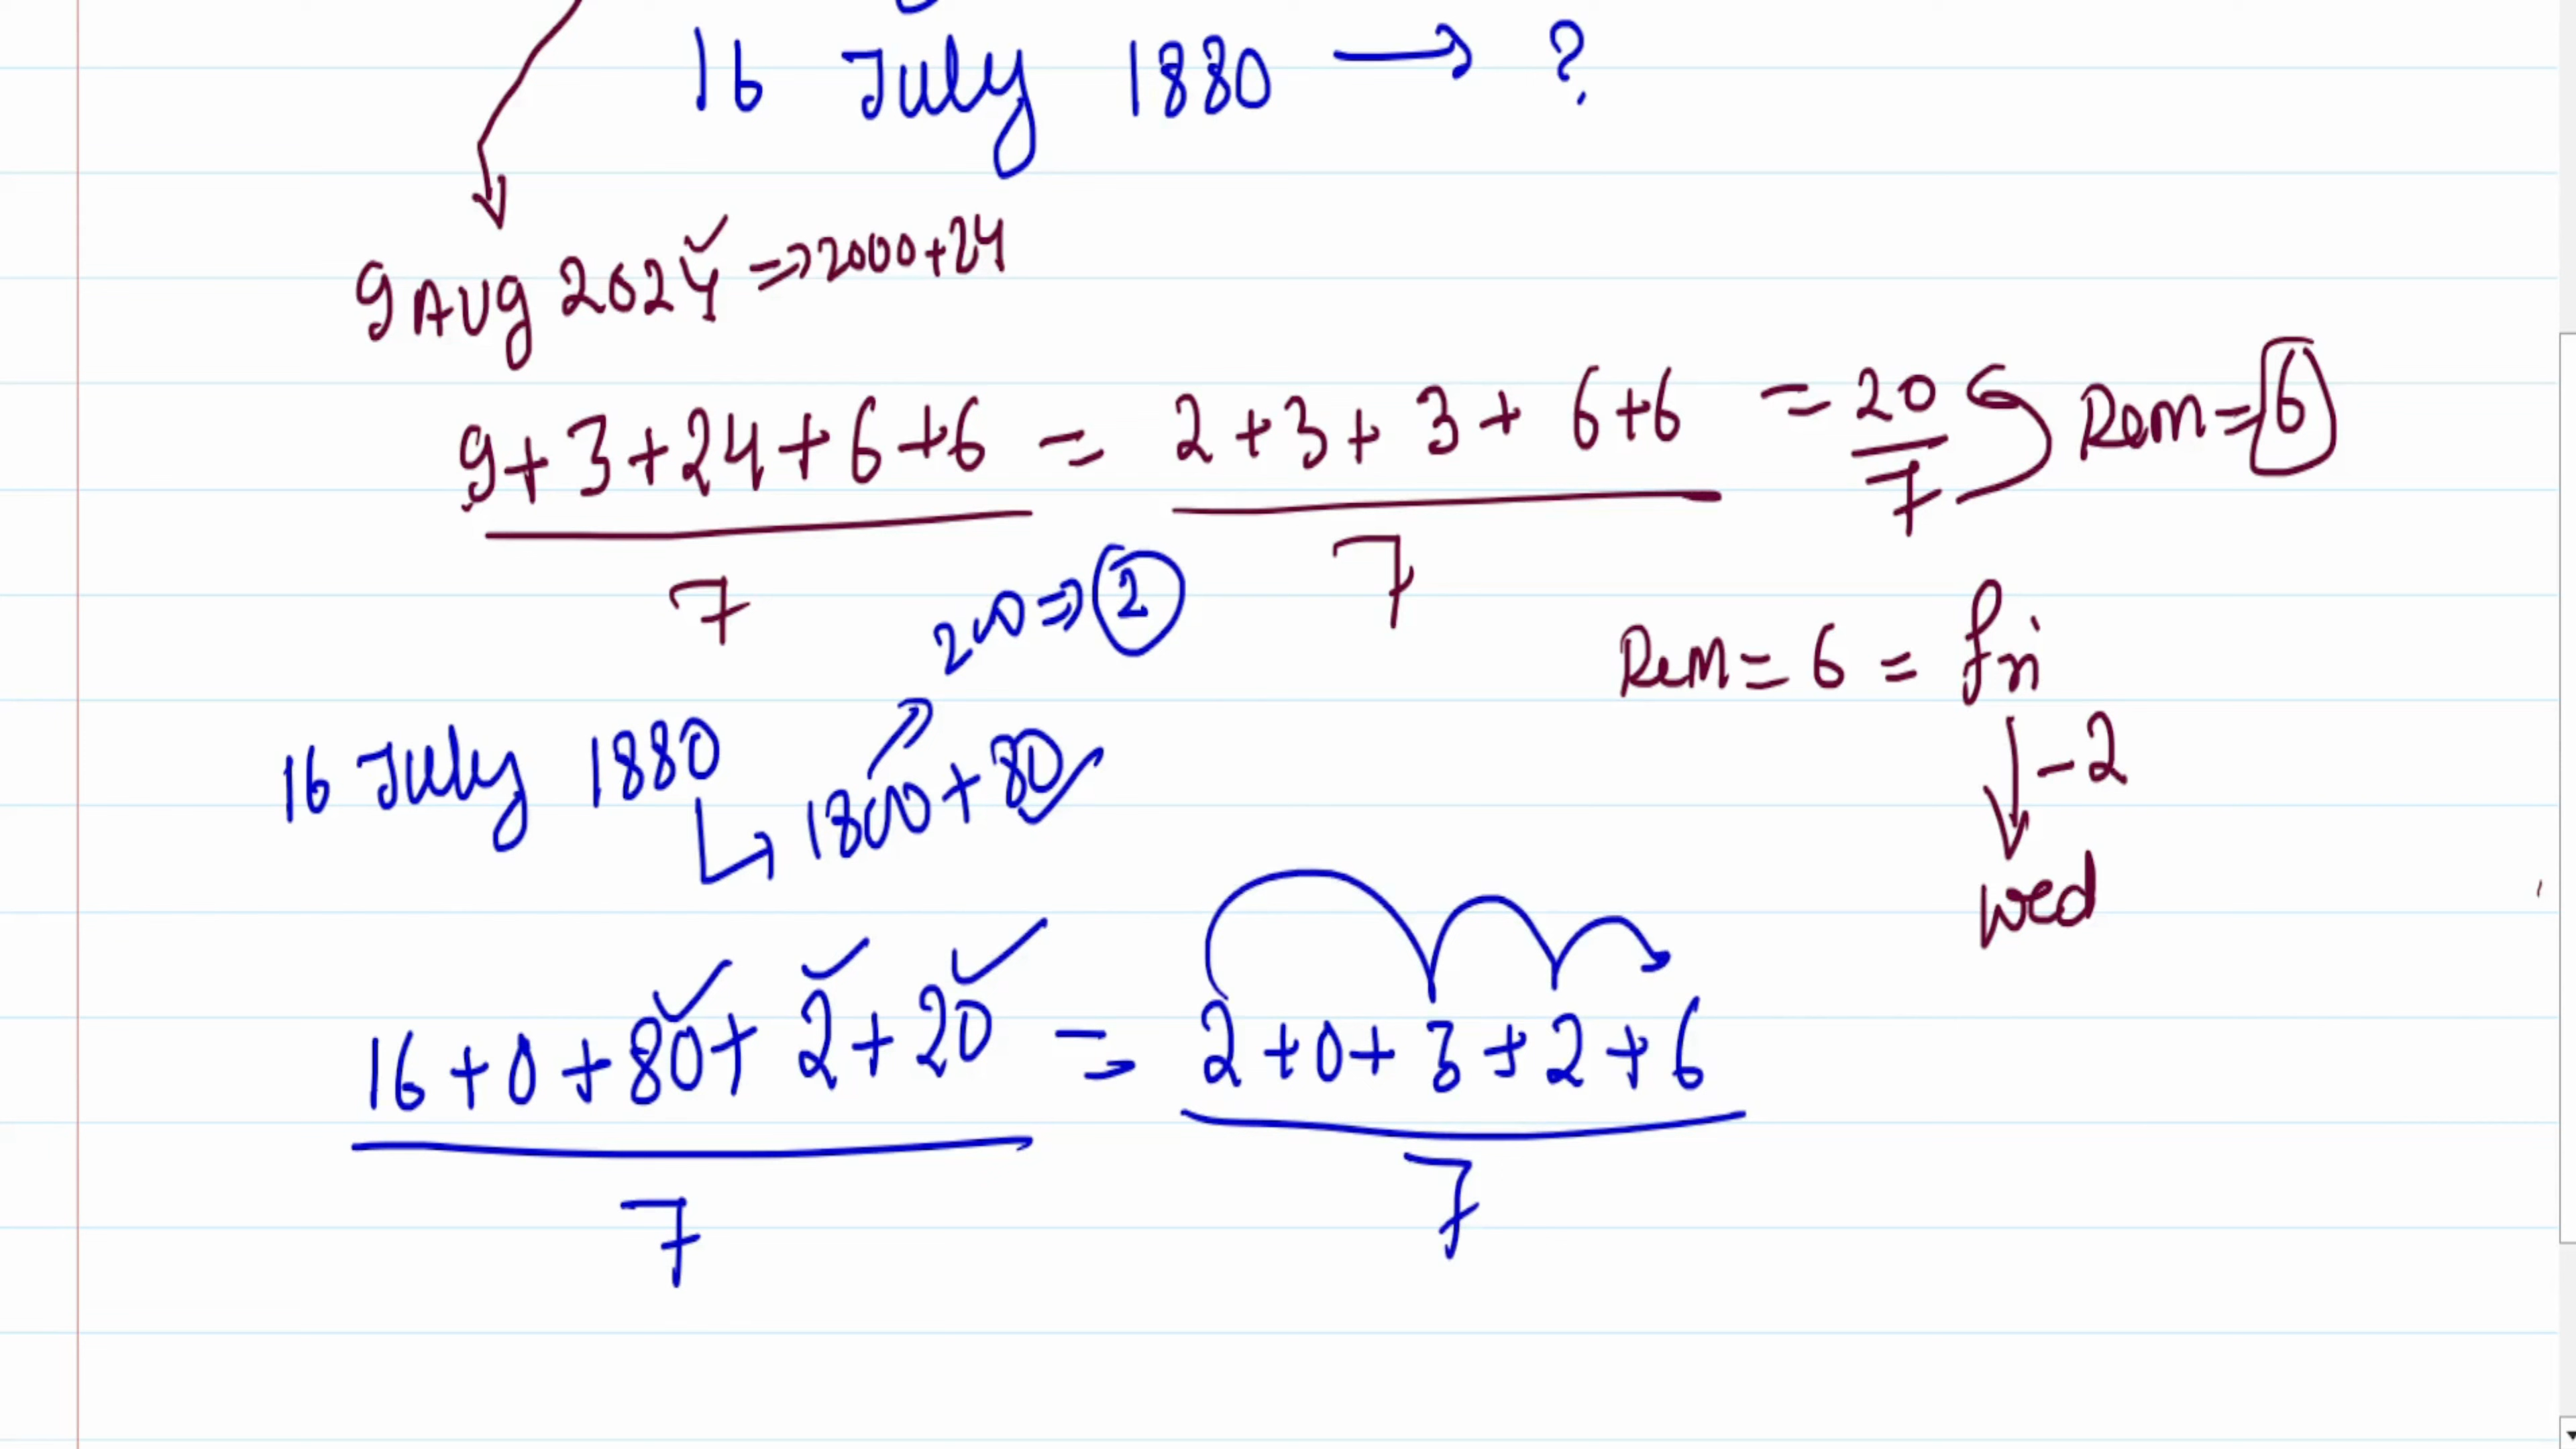 16 July 1880 → ?
9 AUg 2024 ⇒ 2000+24
9+3+24+6+6 / 7 = 2+3+3+6+6 / 7 = 20 / 7 Rem = 6
200 ⇒ 2
Rem = 6 = fri
-2
wed
16 July 1880
1800+80
16+0+80+2+20 / 7 = 2+0+3+2+6 / 7